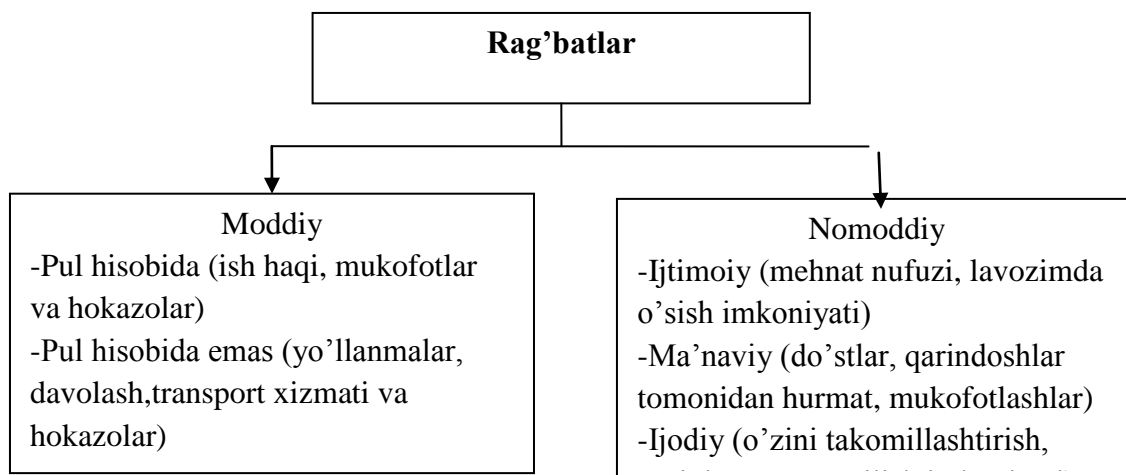 Rag’batlar
Moddiy
-Pul hisobida (ish haqi, mukofotlar
va hokazolar)
-Pul hisobida emas (yo’llanmalar,
davolash,transport xizmati va
hokazolar)
Nomoddiy
-Ijtimoiy (mehnat nufuzi, lavozimda
o’sish imkoniyati)
-Ma’naviy (do’stlar, qarindoshlar
tomonidan hurmat, mukofotlashlar)
-Ijodiy (o’zini takomillashtirish,